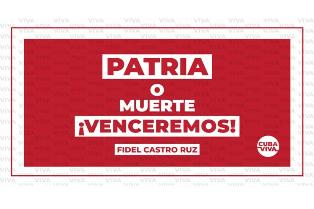 PATRIA
O
MUERTE
¡VENCEREMOS!
FIDEL CASTRO RUZ
CUBA
VIVA